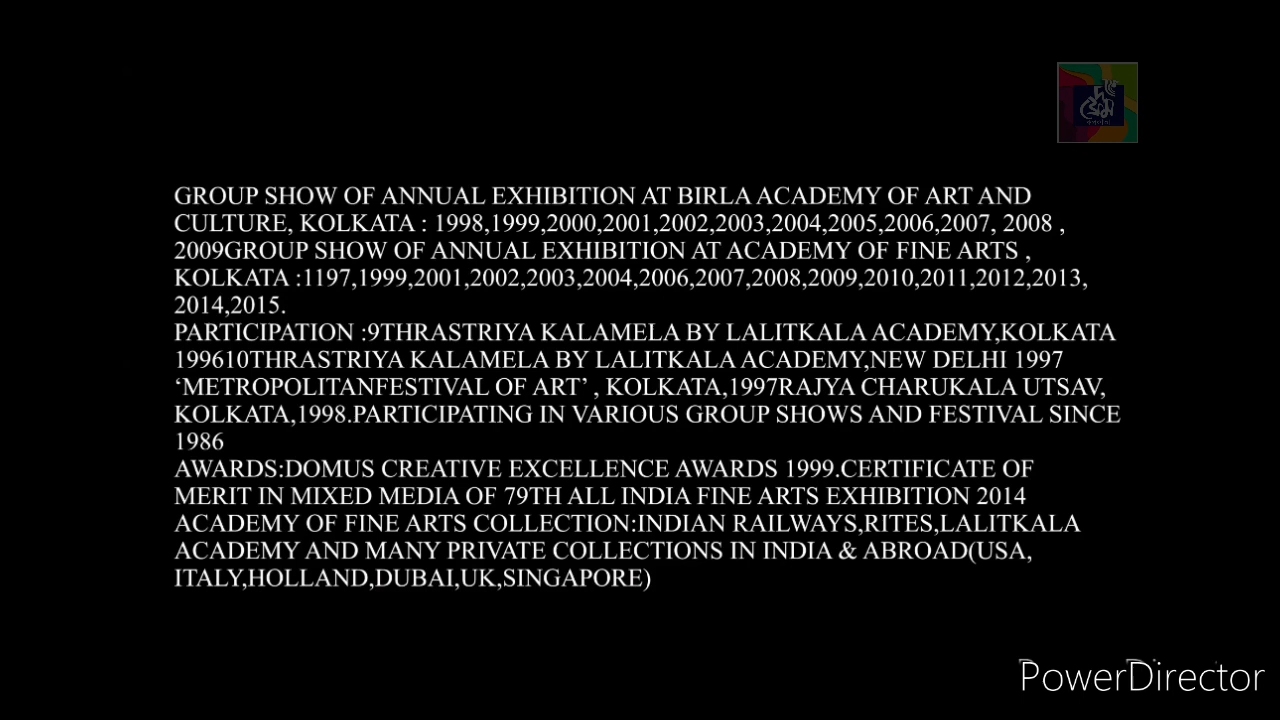 GROUP SHOW OF ANNUAL EXHIBITION AT BIRLA ACADEMY OF ART AND
CULTURE, KOLKATA : 1998,1999,2000,2001,2002,2003,2004,2005,2006,2007, 2008 ,
2009GROUP SHOW OF ANNUAL EXHIBITION AT ACADEMY OF FINE ARTS ,
KOLKATA :1197,1999,2001,2002,2003,2004,2006,2007,2008,2009,2010,2011,2012,2013,
2014,2015.
PARTICIPATION :9THRASTRIYA KALAMELA BY LALITKALA ACADEMY,KOLKATA
199610THRASTRIYA KALAMELA BY LALITKALA ACADEMY,NEW DELHI 1997
‘METROPOLITANFESTIVAL OF ART’ , KOLKATA,1997RAJYA CHARUKALA UTSAV,
KOLKATA,1998.PARTICIPATING IN VARIOUS GROUP SHOWS AND FESTIVAL SINCE
1986
AWARDS:DOMUS CREATIVE EXCELLENCE AWARDS 1999.CERTIFICATE OF
MERIT IN MIXED MEDIA OF 79TH ALL INDIA FINE ARTS EXHIBITION 2014
ACADEMY OF FINE ARTS COLLECTION:INDIAN RAILWAYS,RITES,LALITKALA
ACADEMY AND MANY PRIVATE COLLECTIONS IN INDIA & ABROAD(USA,
ITALY,HOLLAND,DUBAI,UK,SINGAPORE)
PowerDirector